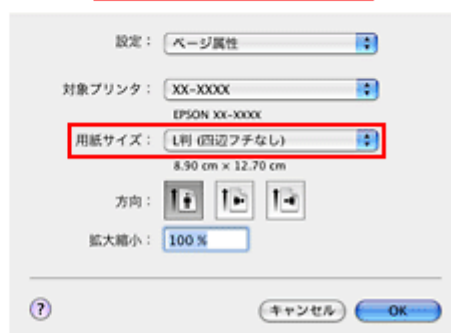 設定： ページ属性
対象プリンタ： XX-XXXX
EPSON XX-XXXX
用紙サイズ： L判 (四辺フチなし)
8.90 cm × 12.70 cm
方向：
拡大縮小： 100 %
? キャンセル OK